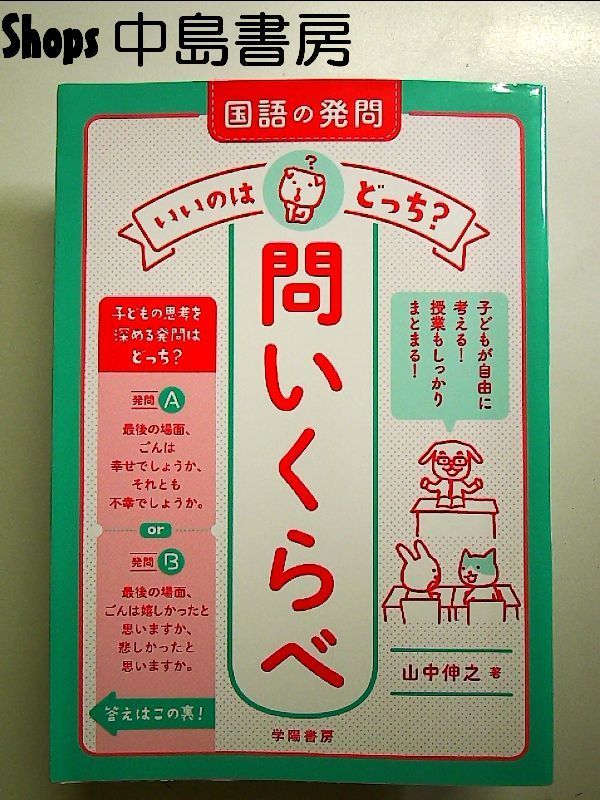 Shops 中島書房
国語の発問
?
いいのは
どっち?
問いくらべ
子どもの思考を
深める発問は
どっち?
発問 A
最後の場面、
ごんは
幸せでしょうか、
それとも
不幸でしょうか。
or
発問 B
最後の場面、
ごんは嬉しかったと
思いますか、
悲しかったと
思いますか。
答えはこの裏!
子どもが自由に
考える!
授業もしっかり
まとまる!
山中伸之 著
学陽書房